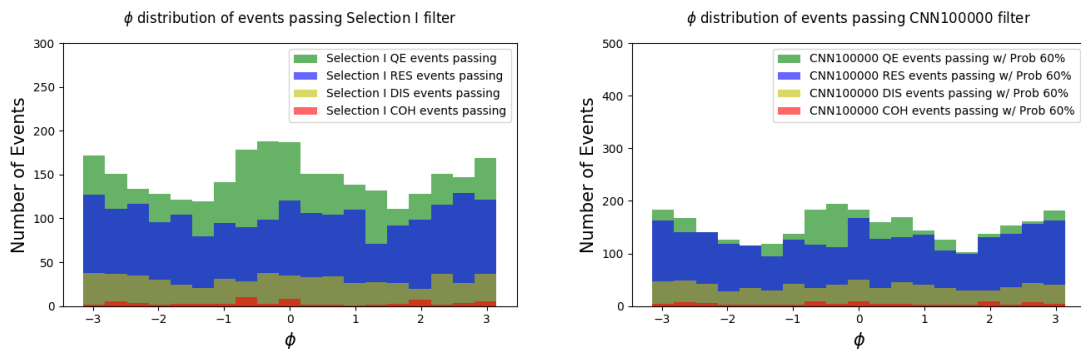 ϕ distribution of events passing Selection I filter
300
250
200
150
100
50
0
Number of Events
Selection I QE events passing
Selection I RES events passing
Selection I DIS events passing
Selection I COH events passing
−3 −2 −1 0 1 2 3
ϕ
ϕ distribution of events passing CNN100000 filter
500
400
300
200
100
0
Number of Events
CNN100000 QE events passing w/ Prob 60%
CNN100000 RES events passing w/ Prob 60%
CNN100000 DIS events passing w/ Prob 60%
CNN100000 COH events passing w/ Prob 60%
−3 −2 −1 0 1 2 3
ϕ